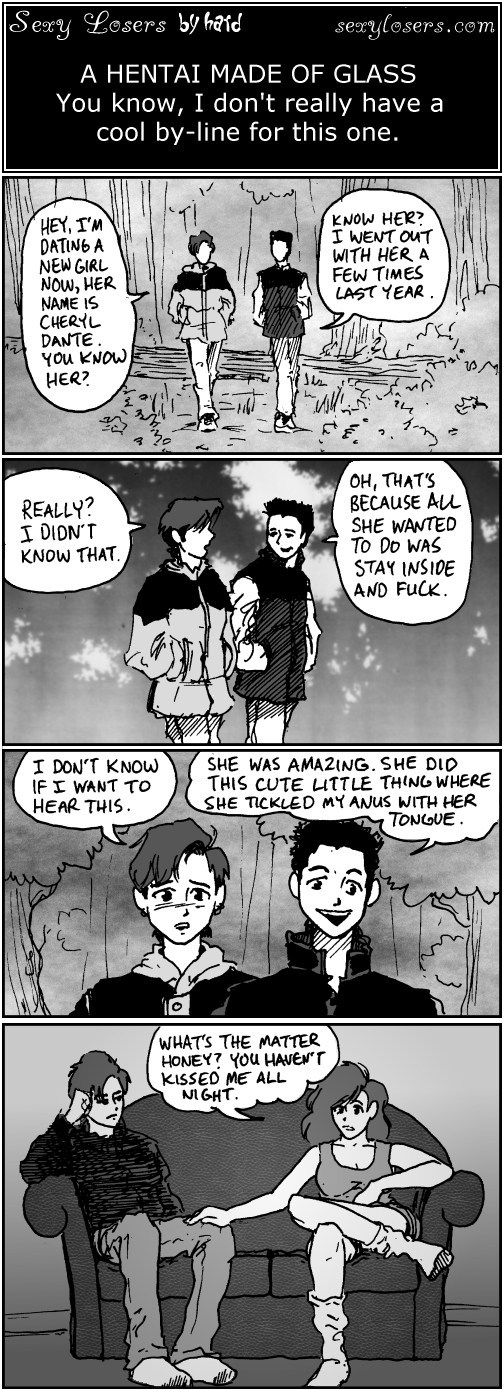 Sexy Losers by hard
sexylosers.com
A HENTAI MADE OF GLASS
You know, I don't really have a
cool by-line for this one.
HEY, I'M
DATING A
NEW GIRL
NOW, HER
NAME IS
CHERYL
DANTE.
YOU KNOW
HER?
KNOW HER?
I WENT OUT
WITH HER A
FEW TIMES
LAST YEAR.
REALLY?
I DIDN'T
KNOW THAT.
OH, THAT'S
BECAUSE ALL
SHE WANTED
TO DO WAS
STAY INSIDE
AND FUCK.
I DON'T KNOW
IF I WANT TO
HEAR THIS.
SHE WAS AMAZING. SHE DID
THIS CUTE LITTLE THING WHERE
SHE TICKLED MY ANUS WITH HER
TONGUE.
WHAT'S THE MATTER
HONEY? YOU HAVEN'T
KISSED ME ALL
NIGHT.